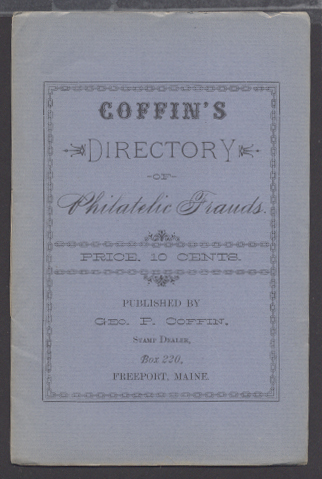 COFFIN'S
DIRECTORY
-OF-
Philatelic Frauds.
PRICE, 10 CENTS.
PUBLISHED BY
GEO. P. COFFIN,
STAMP DEALER,
Box 220,
FREEPORT, MAINE.